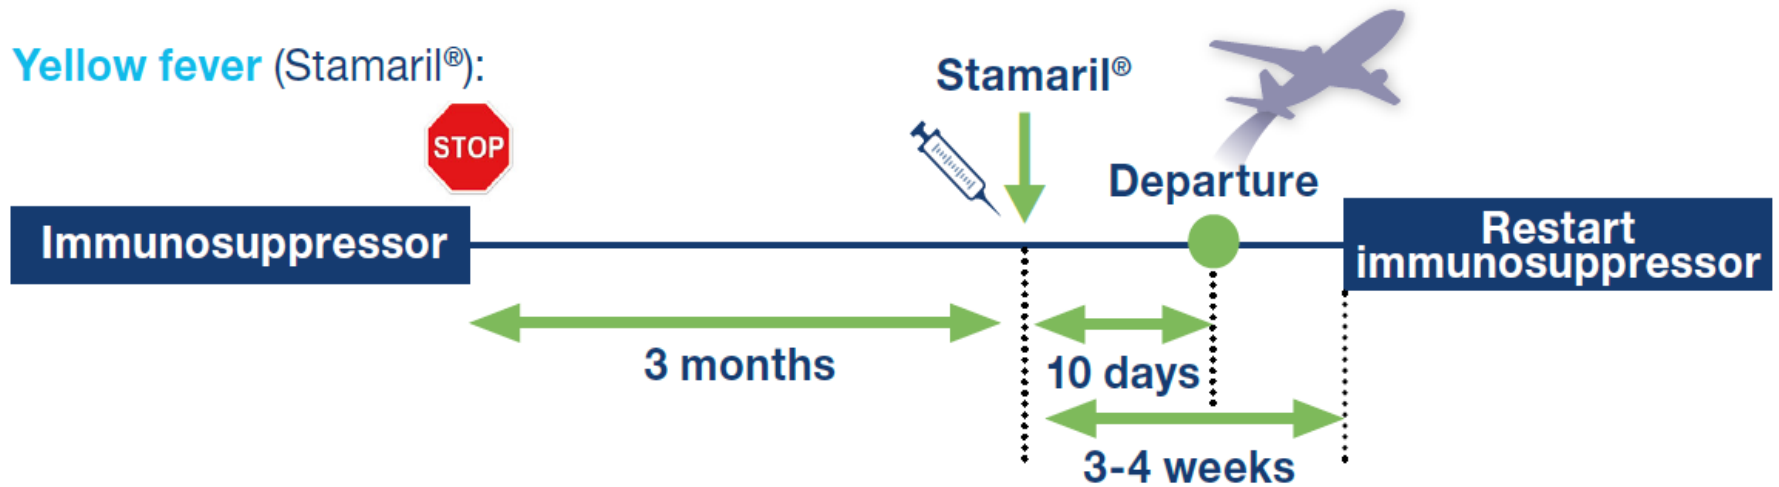 Yellow fever (Stamaril®):
STOP
Stamaril®
Departure
Immunosuppressor
Restart
immunosuppressor
3 months
10 days
3-4 weeks